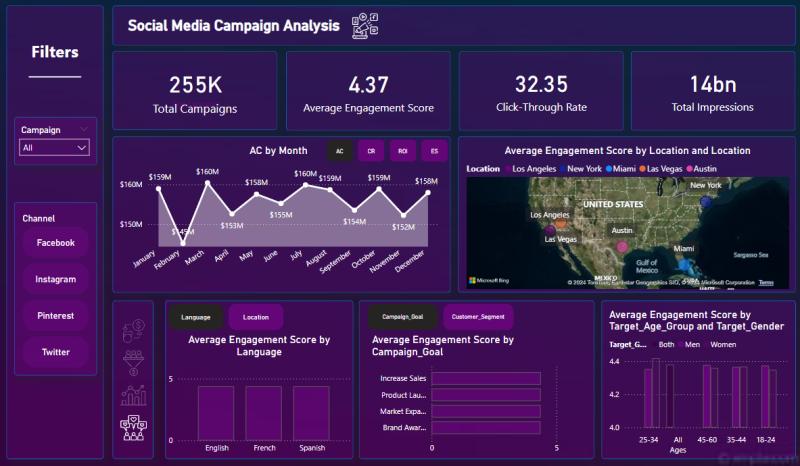 Social Media Campaign Analysis
Filters
Campaign
All
Channel
Facebook
Instagram
Pinterest
Twitter
255K
Total Campaigns
4.37
Average Engagement Score
32.35
Click-Through Rate
14bn
Total Impressions
AC by Month
AC CR ROI ES
$160M
$150M
$159M
$145M
$160M
$153M
$158M
$155M
$160M
$159M
$154M
$159M
$152M
$158M
January February March April May June July August September October November December
Average Engagement Score by Location and Location
Location Los Angeles New York Miami Las Vegas Austin
New York
UNITED STATES
Los Angeles
Las Vegas
Austin
Miami
Gulf of
Mexico
Sargasso Sea
MEXICO
Microsoft Bing
Terms
Language Location
Average Engagement Score by
Language
5
0
English French Spanish
Campaign_Goal Customer_Segment
Average Engagement Score by
Campaign_Goal
Increase Sales
Product Lau...
Market Expa...
Brand Awar...
0 5
Average Engagement Score by
Target_Age_Group and Target_Gender
Target_G... Both Men Women
4.4
4.2
4.0
25-34 All
Ages 45-60 35-44 18-24